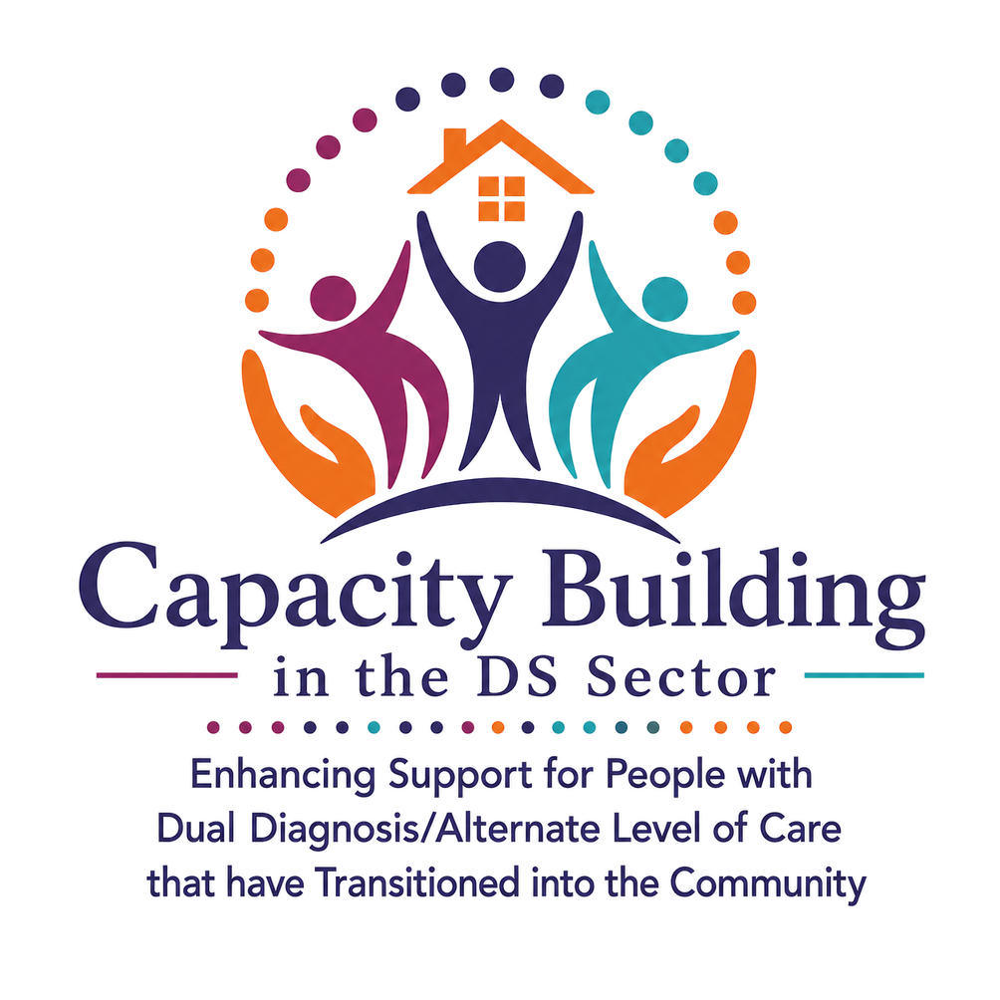 Capacity Building
in the DS Sector
Enhancing Support for People with
Dual Diagnosis/Alternate Level of Care
that have Transitioned into the Community